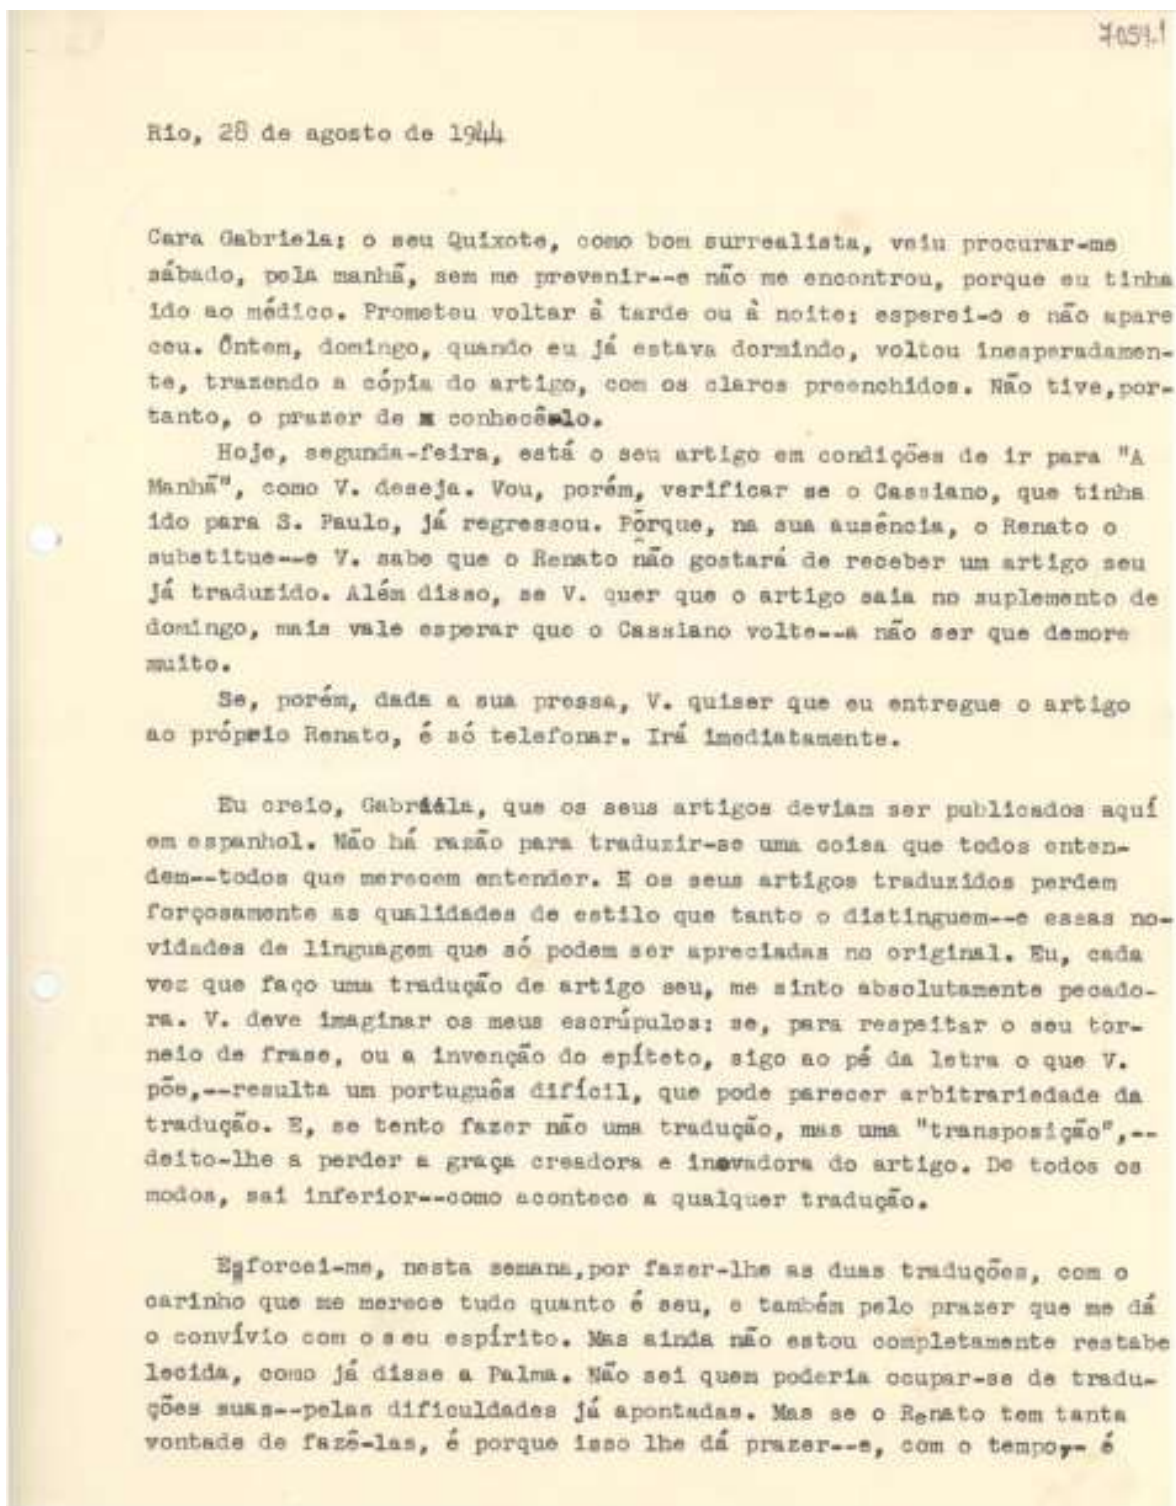 7059.1
Rio, 28 de agosto de 1944
Cara Gabriela: o seu Quixote, como bom surrealista, veiu procurar-me
sábado, pela manhã, sem me prevenir--e não me encontrou, porque eu tinha
ido ao médico. Prometeu voltar à tarde ou à noite: esperei-o e não apare
ceu. Ôntem, domingo, quando eu já estava dormindo, voltou inesperadamen-
te, trazendo a cópia do artigo, com os claros preenchidos. Não tive,por-
tanto, o prazer de conhecê-lo.
Hoje, segunda-feira, está o seu artigo em condições de ir para "A
Manhã", como V. deseja. Vou, porém, verificar se o Cassiano, que tinha
ido para S. Paulo, já regressou. Pôrque, na sua ausência, o Renato o
substitue--e V. sabe que o Renato não gostará de receber um artigo seu
já traduzido. Além disso, se V. quer que o artigo saia no suplemento de
domingo, mais vale esperar que o Cassiano volte--a não ser que demore
muito.
Se, porém, dada a sua pressa, V. quiser que eu entregue o artigo
ao próprio Renato, é só telefonar. Irá imediatamente.
Eu creio, Gabriela, que os seus artigos deviam ser publicados aquí
em espanhol. Não há razão para traduzir-se uma coisa que todos enten-
dem--todos que merecem entender. E os seus artigos traduzidos perdem
forçosamente as qualidades de estilo que tanto o distinguem--e essas no-
vidades de linguagem que só podem ser apreciadas no original. Eu, cada
vez que faço uma tradução de artigo seu, me sinto absolutamente pecado-
ra. V. deve imaginar os meus escrúpulos: se, para respeitar o seu tor-
neio de frase, ou a invenção do epíteto, sigo ao pé da letra o que V.
põe,--resulta um português difícil, que pode parecer arbitrariedade da
tradução. E, se tento fazer não uma tradução, mas uma "transposição",--
deito-lhe a perder a graça creadora e inovadora do artigo. De todos os
modos, sai inferior--como acontece a qualquer tradução.
Esforcei-me, nesta semana,por fazer-lhe as duas traduções, com o
carinho que me merece tudo quanto é seu, e também pelo prazer que me dá
o convívio com o seu espírito. Mas ainda não estou completamente restabe
lecida, como já disse a Palma. Não sei quem poderia ocupar-se de tradu-
ções suas--pelas dificuldades já apontadas. Mas se o Renato tem tanta
vontade de fazê-las, é porque isso lhe dá prazer--e, com o tempo,- é